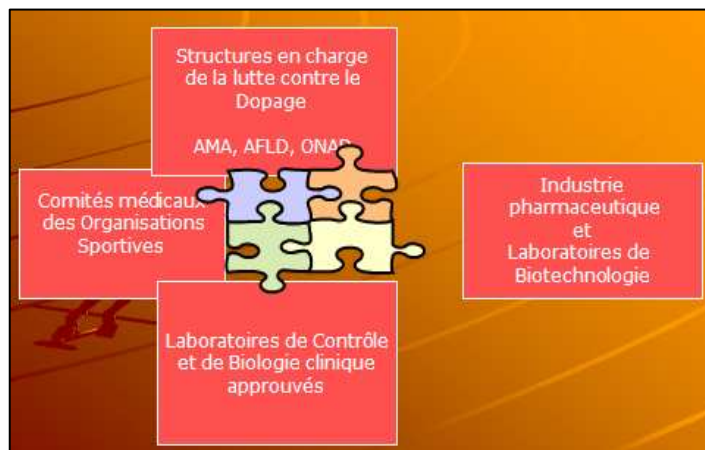 Structures en charge
de la lutte contre le
Dopage
AMA, AFLD, ONAD
Comités médicaux
des Organisations
Sportives
Industrie
pharmaceutique
et
Laboratoires de
Biotechnologie
Laboratoires de Contrôle
et de Biologie clinique
approuvés